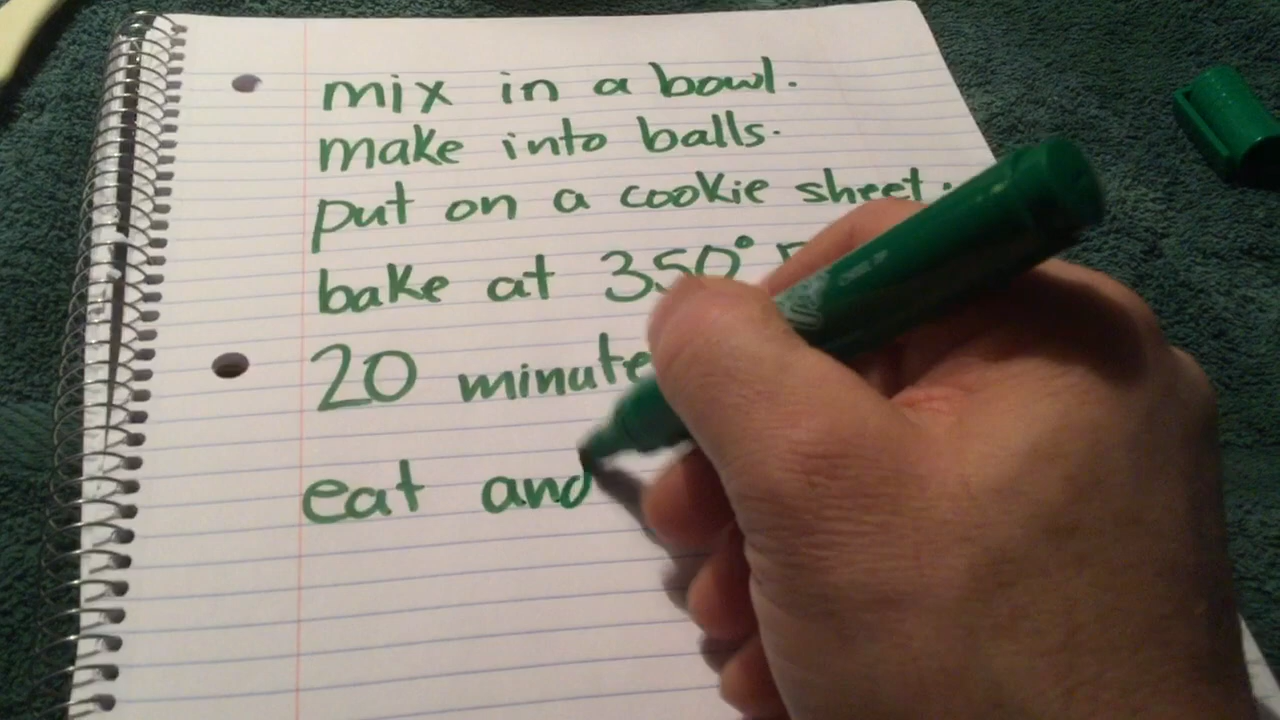 mix in a bowl.
make into balls.
put on a cookie sheet.
bake at 350° F
20 minute
eat and